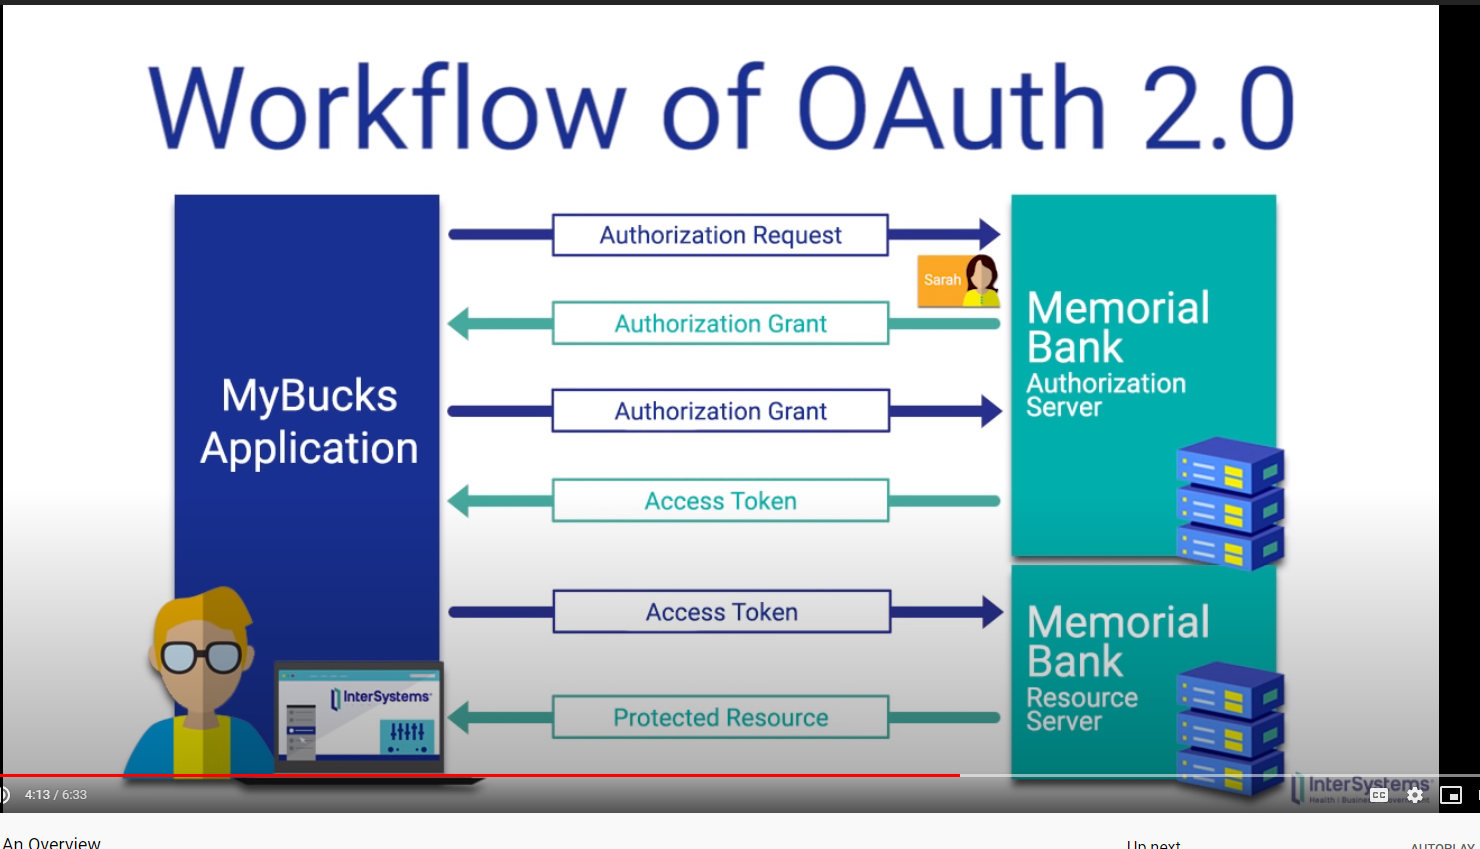 Workflow of OAuth 2.0
Authorization Request
Sarah
Authorization Grant
Memorial
Bank
Authorization
Server
MyBucks
Application
Authorization Grant
Access Token
Access Token
Memorial
Bank
Resource
Server
InterSystems
Protected Resource
4:13 / 6:33
CC
InterSystems
An Overview
Up next
AUTOPLAY